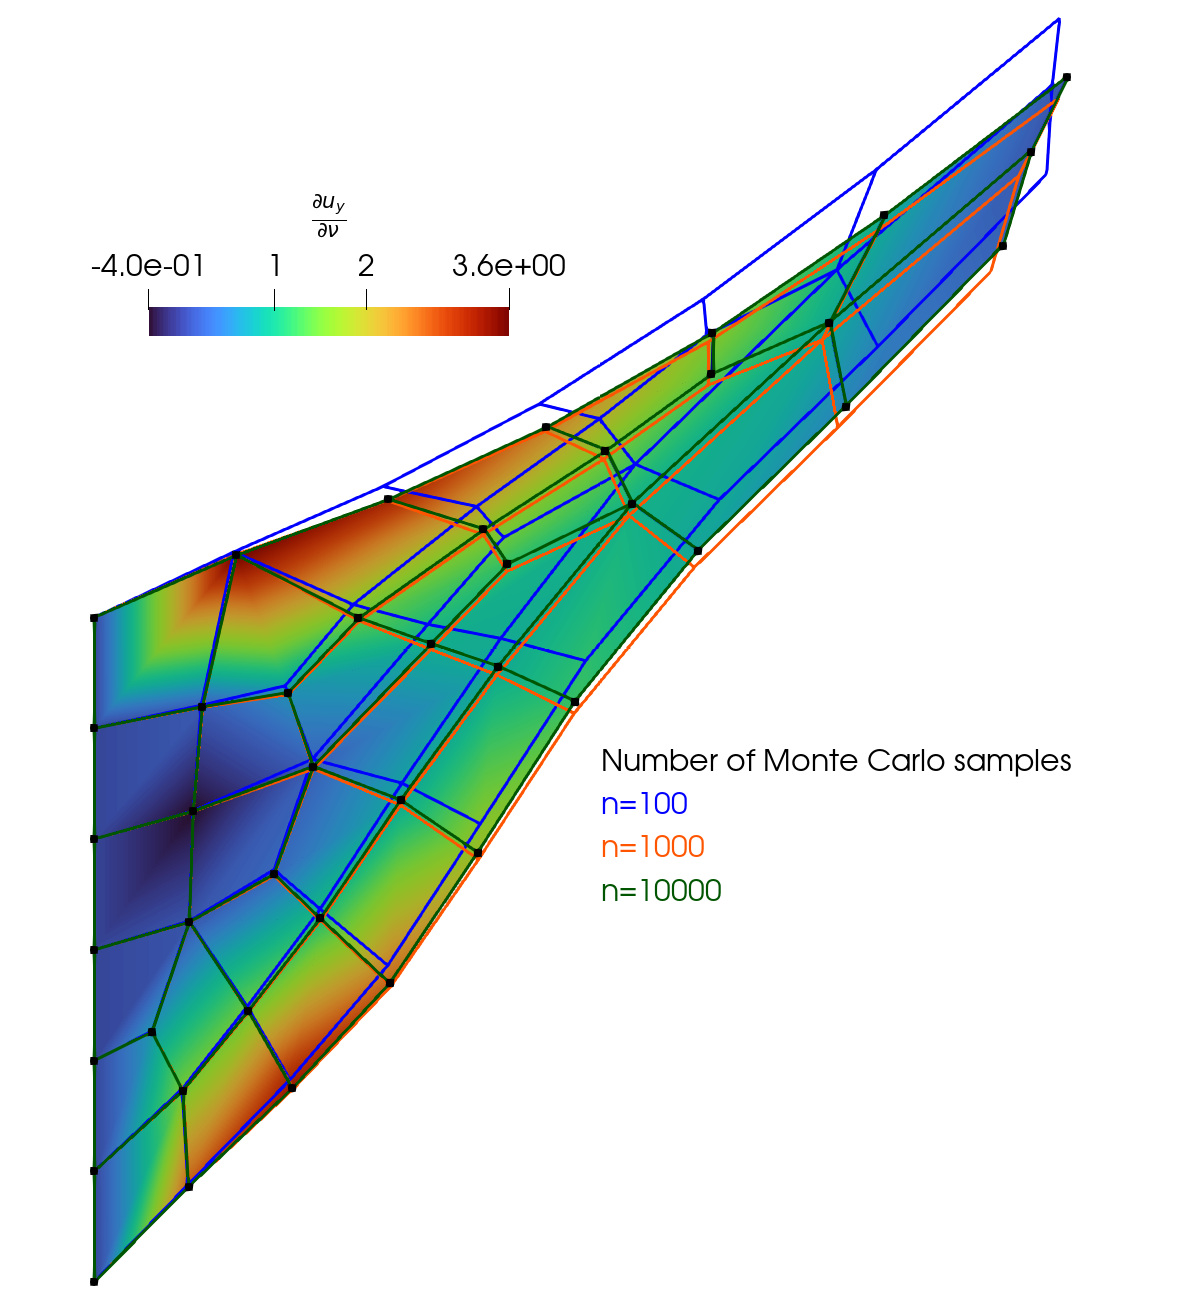 ∂u_y
∂ν
-4.0e-01 1 2 3.6e+00
Number of Monte Carlo samples
n=100
n=1000
n=10000